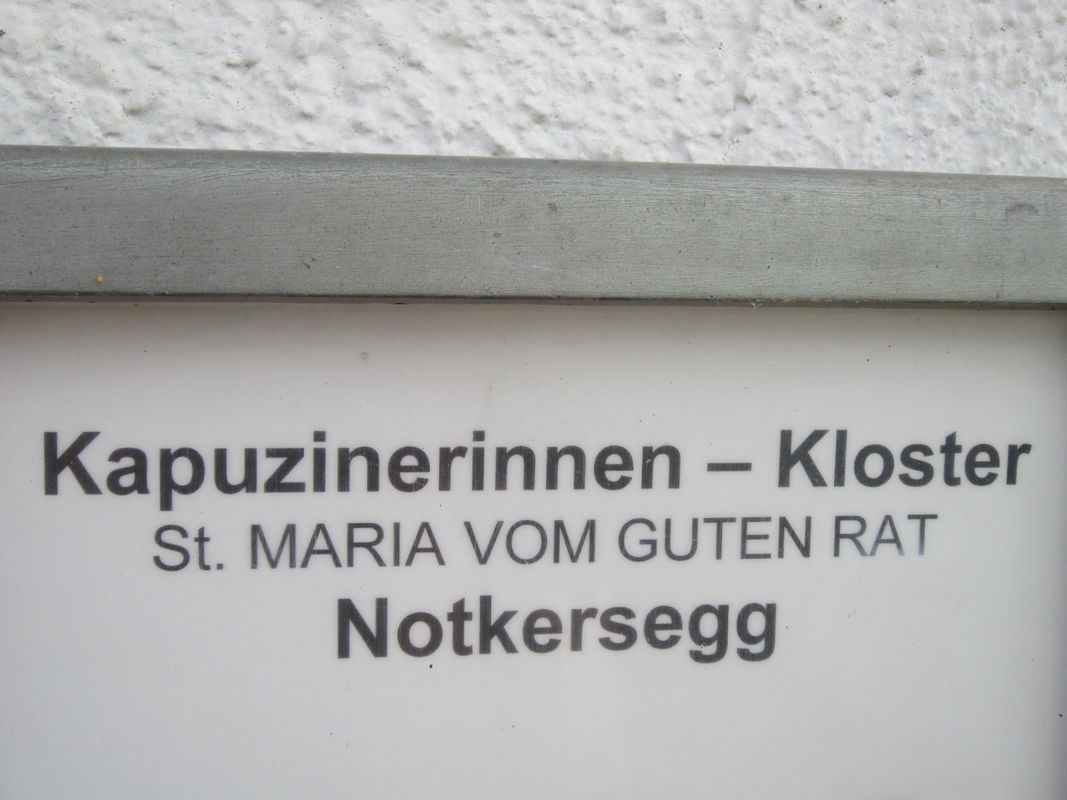 Kapuzinerinnen – Kloster
St. MARIA VOM GUTEN RAT
Notkersegg